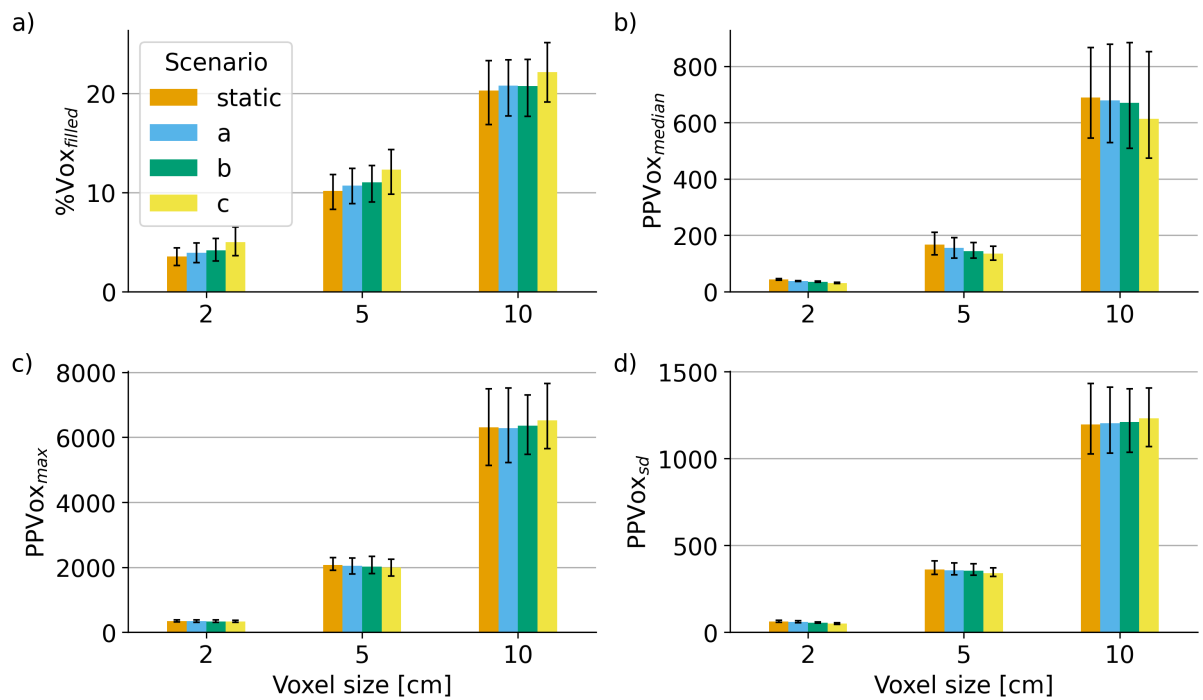 a)
%Vox_filled
20
10
0
Scenario
static
a
b
c
2 5 10
b)
PPVox_median
800
600
400
200
0
2 5 10
c)
PPVox_max
8000
6000
4000
2000
0
2 5 10
Voxel size [cm]
d)
PPVox_sd
1500
1000
500
0
2 5 10
Voxel size [cm]